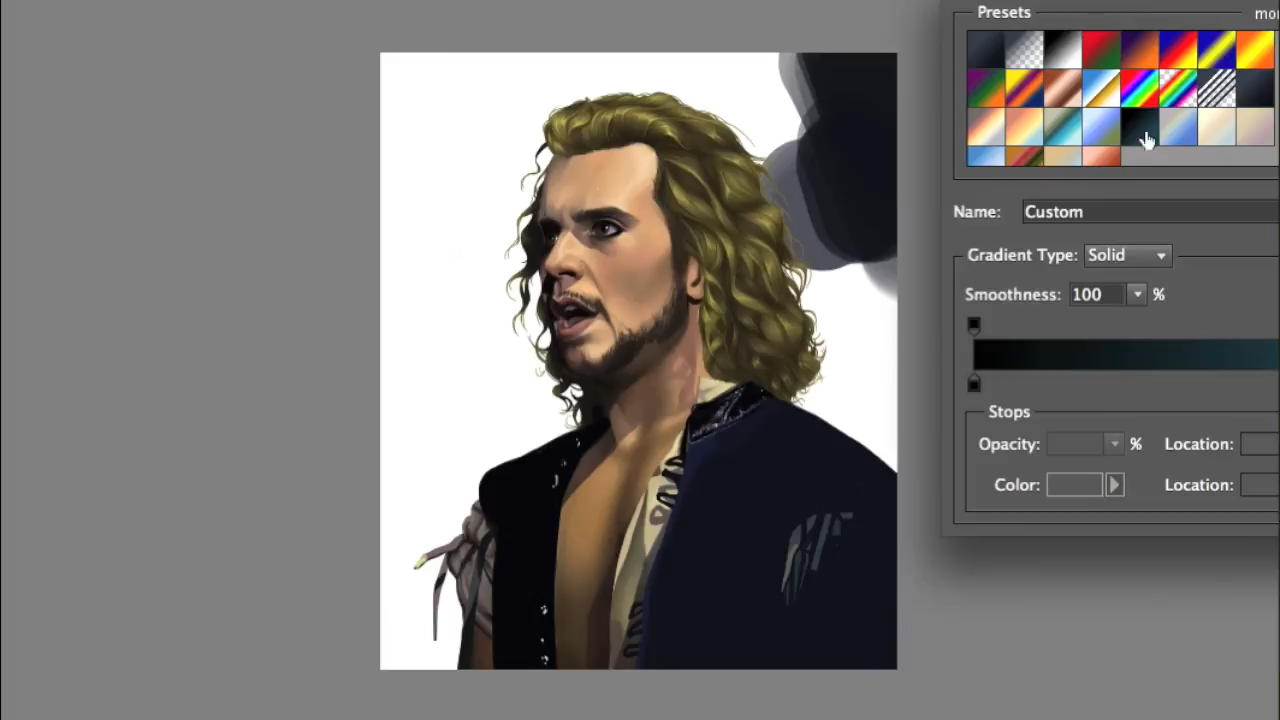 Presets
Name: Custom
Gradient Type: Solid
Smoothness: 100 %
Stops
Opacity: % Location:
Color: Location: